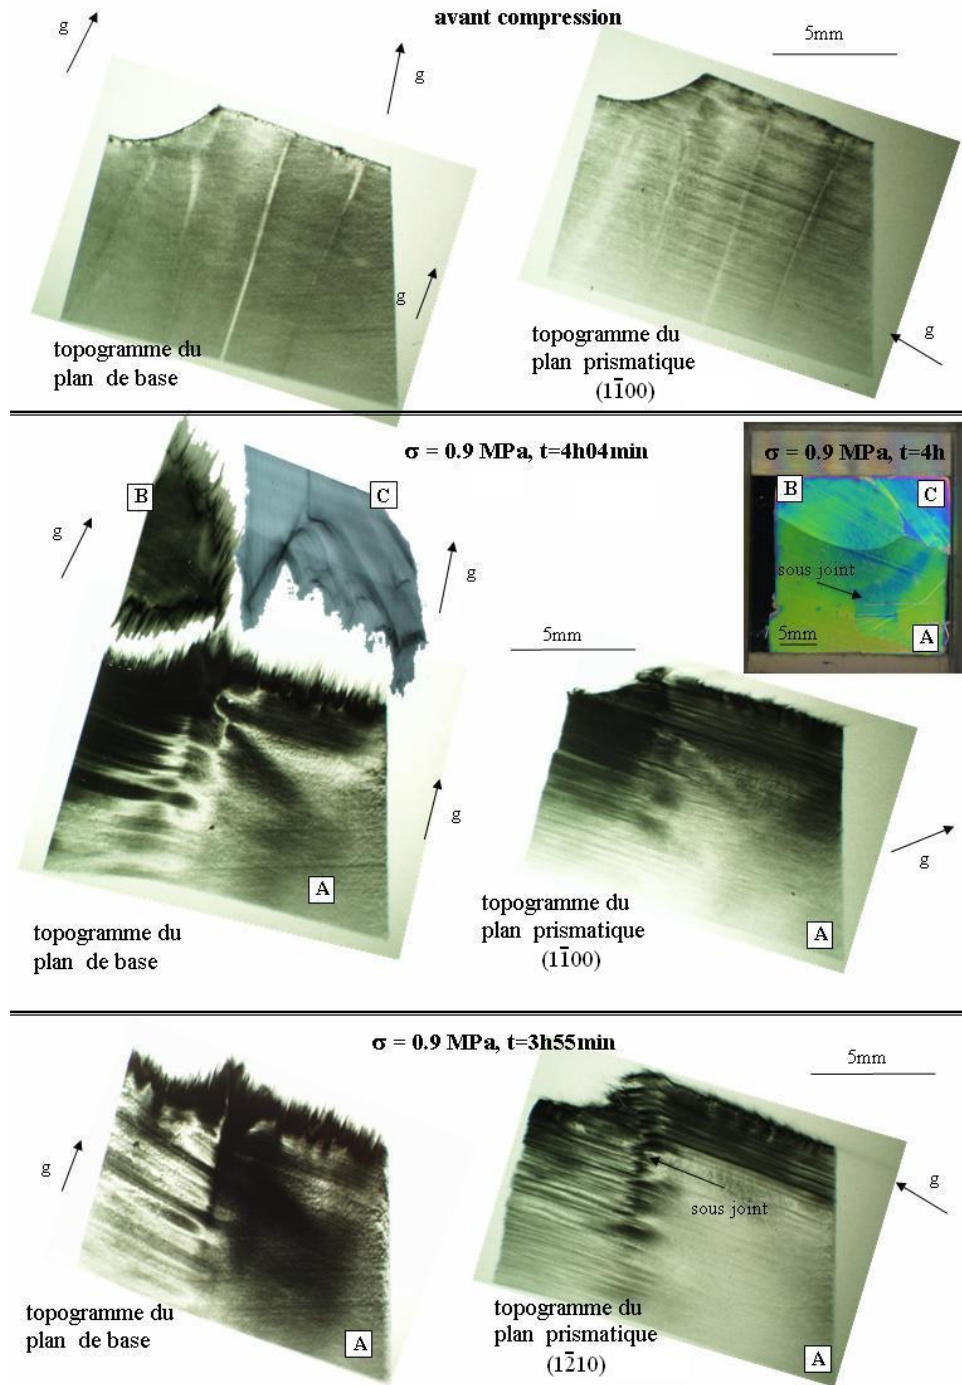 avant compression
g
g
5mm
g
g
topogramme du
plan de base
topogramme du
plan prismatique
(11̅00)
σ = 0.9 MPa, t=4h04min
σ = 0.9 MPa, t=4h
B
C
B
C
g
g
sous joint
A
5mm
5mm
g
g
A
A
topogramme du
plan de base
topogramme du
plan prismatique
(11̅00)
σ = 0.9 MPa, t=3h55min
5mm
g
g
sous joint
topogramme du
plan de base
A
topogramme du
plan prismatique
(12̅10)
A